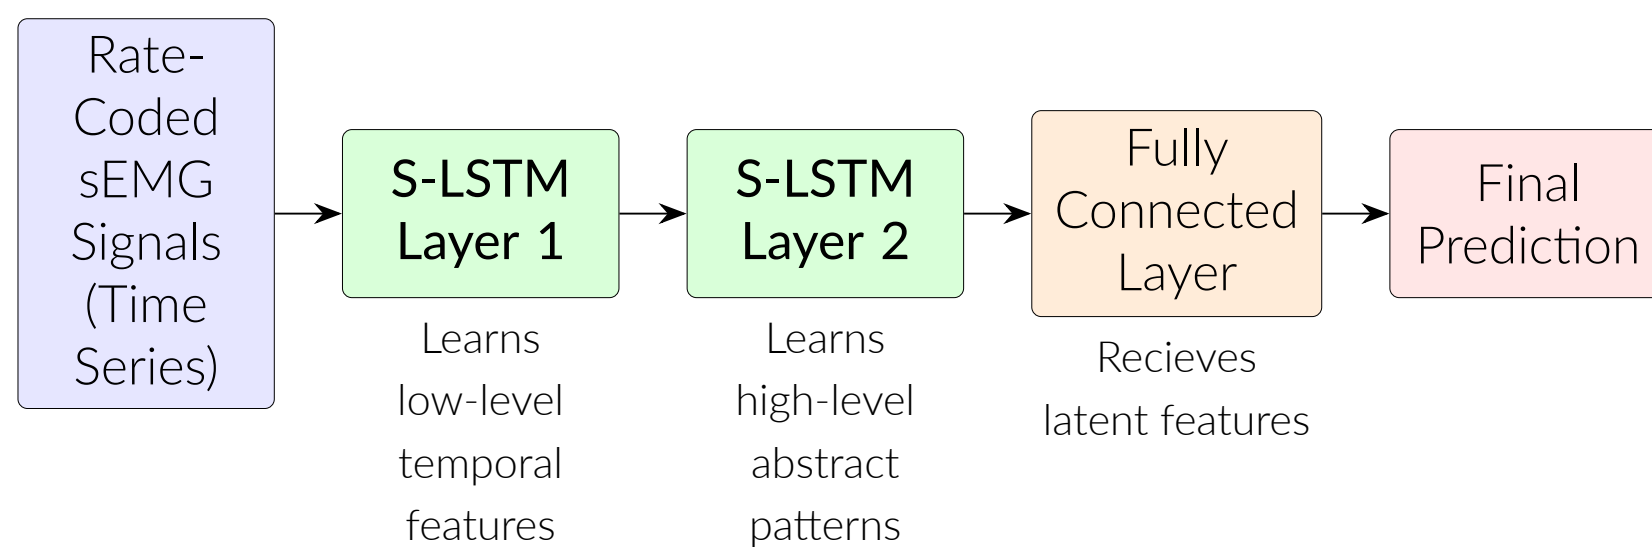 Rate-
Coded
sEMG
Signals
(Time
Series)
S-LSTM
Layer 1
Learns
low-level
temporal
features
S-LSTM
Layer 2
Learns
high-level
abstract
patterns
Fully
Connected
Layer
Recieves
latent features
Final
Prediction